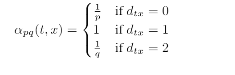 α_{pq}(t, x) = { 1/p if d_{tx} = 0
1 if d_{tx} = 1
1/q if d_{tx} = 2